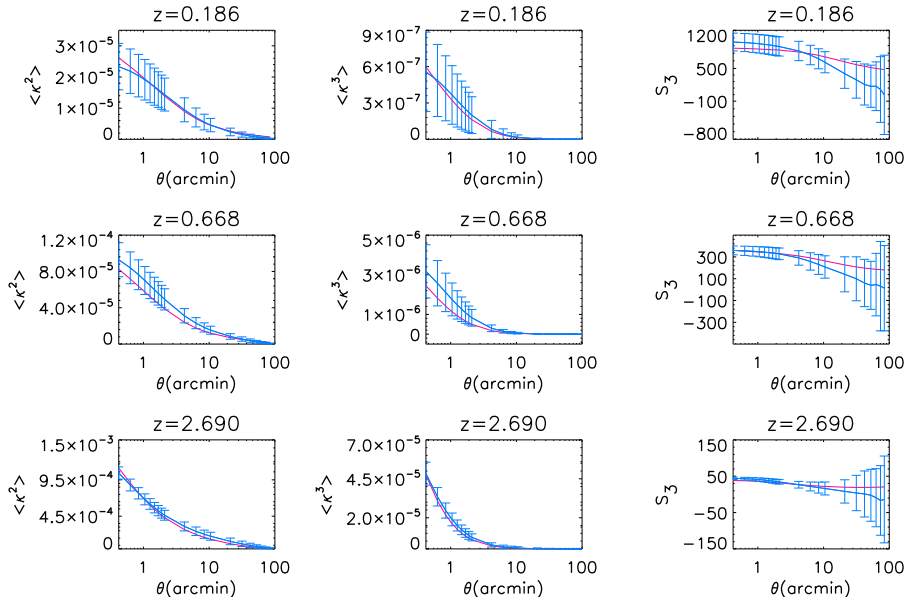 z=0.186
<κ²>
3×10⁻⁵
2×10⁻⁵
1×10⁻⁵
0
1 10 100
θ(arcmin)
z=0.186
<κ³>
9×10⁻⁷
6×10⁻⁷
3×10⁻⁷
0
1 10 100
θ(arcmin)
z=0.186
S₃
1200
500
−100
−800
1 10 100
θ(arcmin)
z=0.668
<κ²>
1.2×10⁻⁴
8.0×10⁻⁵
4.0×10⁻⁵
0
1 10 100
θ(arcmin)
z=0.668
<κ³>
5×10⁻⁶
3×10⁻⁶
1×10⁻⁶
0
1 10 100
θ(arcmin)
z=0.668
S₃
300
100
−100
−300
1 10 100
θ(arcmin)
z=2.690
<κ²>
1.5×10⁻³
9.5×10⁻⁴
4.5×10⁻⁴
0
1 10 100
θ(arcmin)
z=2.690
<κ³>
7.0×10⁻⁵
4.5×10⁻⁵
2.0×10⁻⁵
0
1 10 100
θ(arcmin)
z=2.690
S₃
150
50
−50
−150
1 10 100
θ(arcmin)